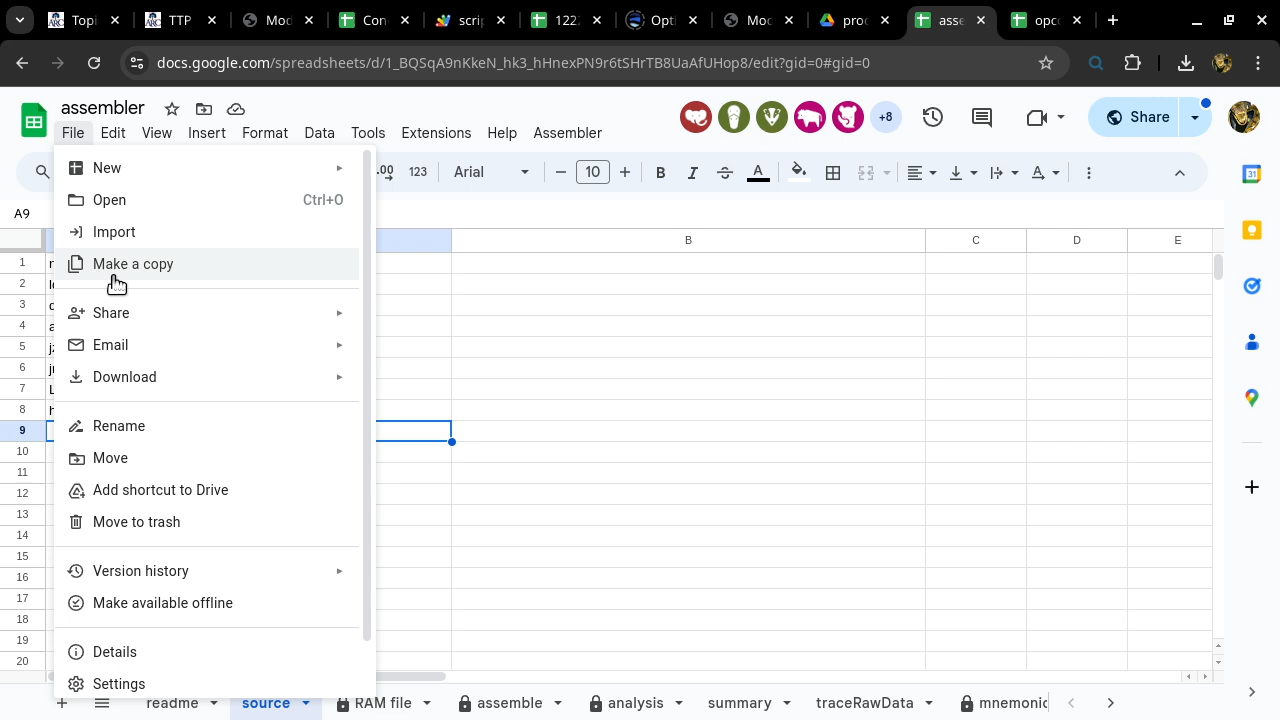 Topi
TTP
Mod
Con
scrip
122
Opti
Moc
proc
asse
opco
docs.google.com/spreadsheets/d/1_BQSqA9nKkeN_hk3_hHnexPN9r6tSHrTB8UaAfUHop8/edit?gid=0#gid=0
assembler
File Edit View Insert Format Data Tools Extensions Help Assembler
+8
Share
.00 123 Arial 10 B I A A
A9
New
Open Ctrl+O
Import
Make a copy
Share
Email
Download
Rename
Move
Add shortcut to Drive
Move to trash
Version history
Make available offline
Details
Settings
B C D E
1
2
3
4
5
6
7
8
9
10
11
12
13
14
15
16
17
18
19
20
readme source RAM file assemble analysis summary traceRawData mnemonic